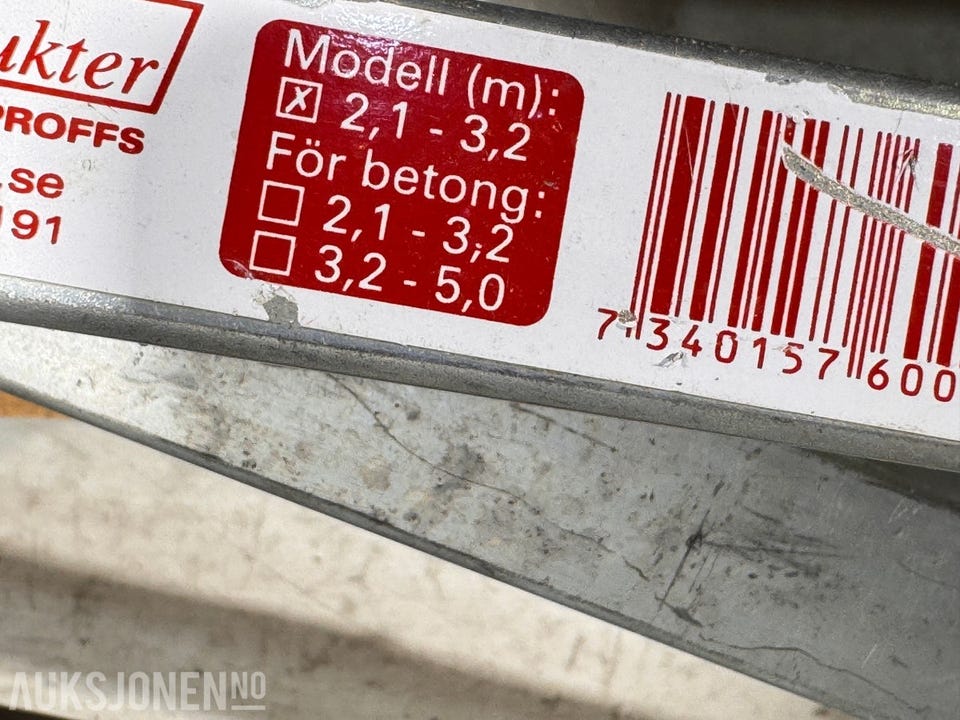 ukter
PROFFS
.se
191
Modell (m):
2,1 - 3,2
För betong:
2,1 - 3,2
3,2 - 5,0
7 340157 600
AUKSJONEN NO